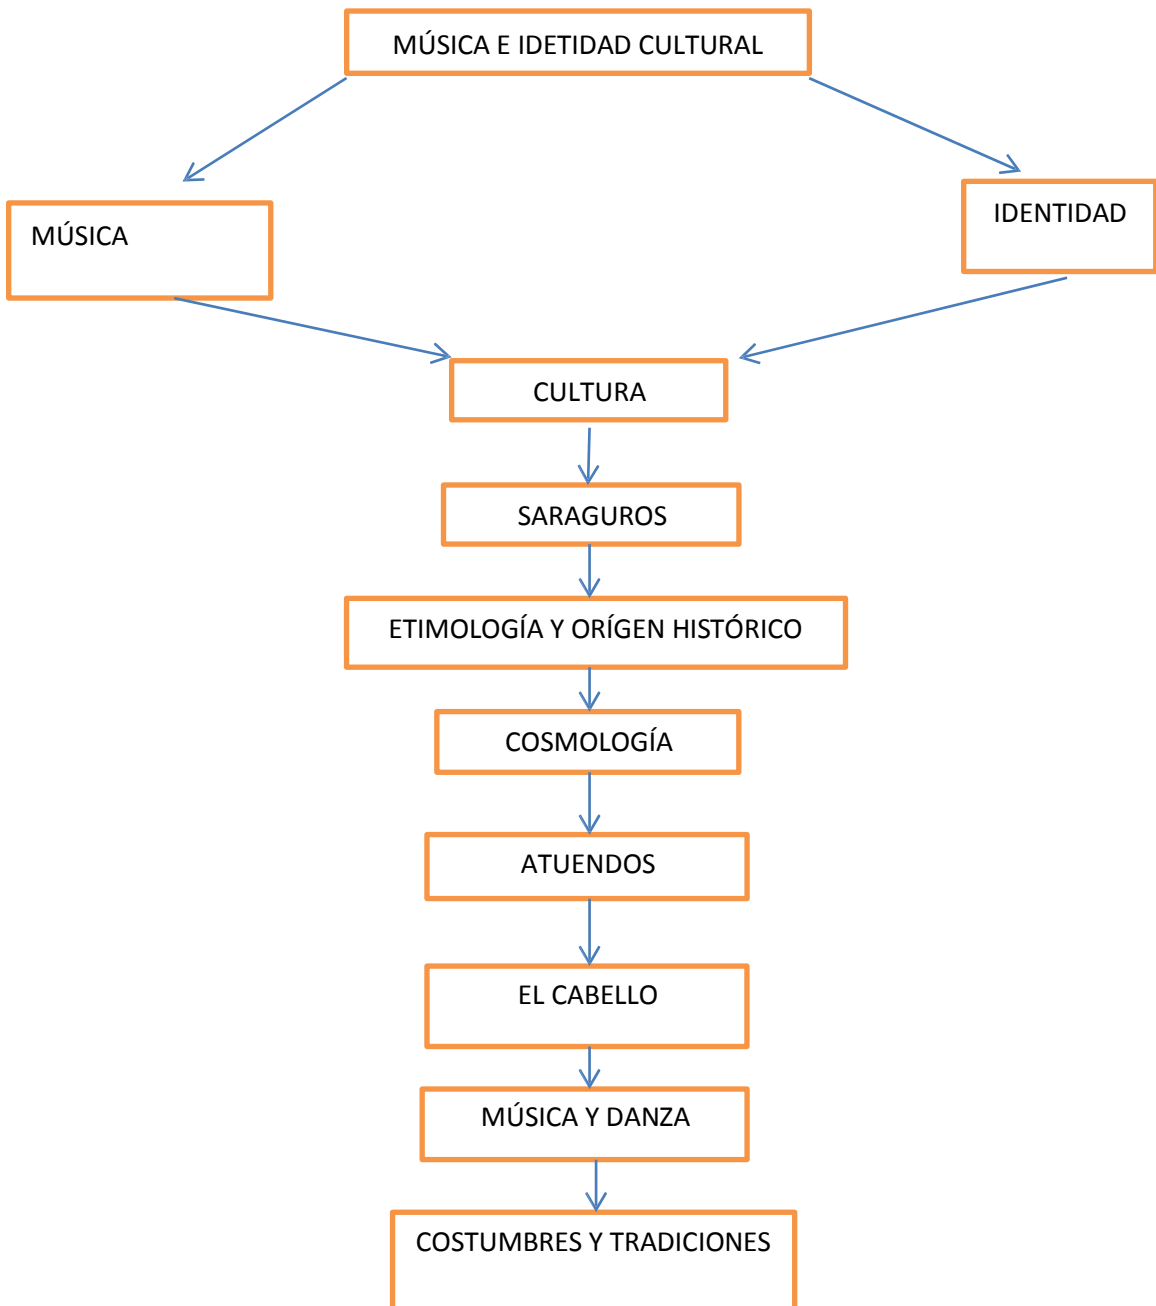 MÚSICA E IDETIDAD CULTURAL
MÚSICA
IDENTIDAD
CULTURA
SARAGUROS
ETIMOLOGÍA Y ORÍGEN HISTÓRICO
COSMOLOGÍA
ATUENDOS
EL CABELLO
MÚSICA Y DANZA
COSTUMBRES Y TRADICIONES